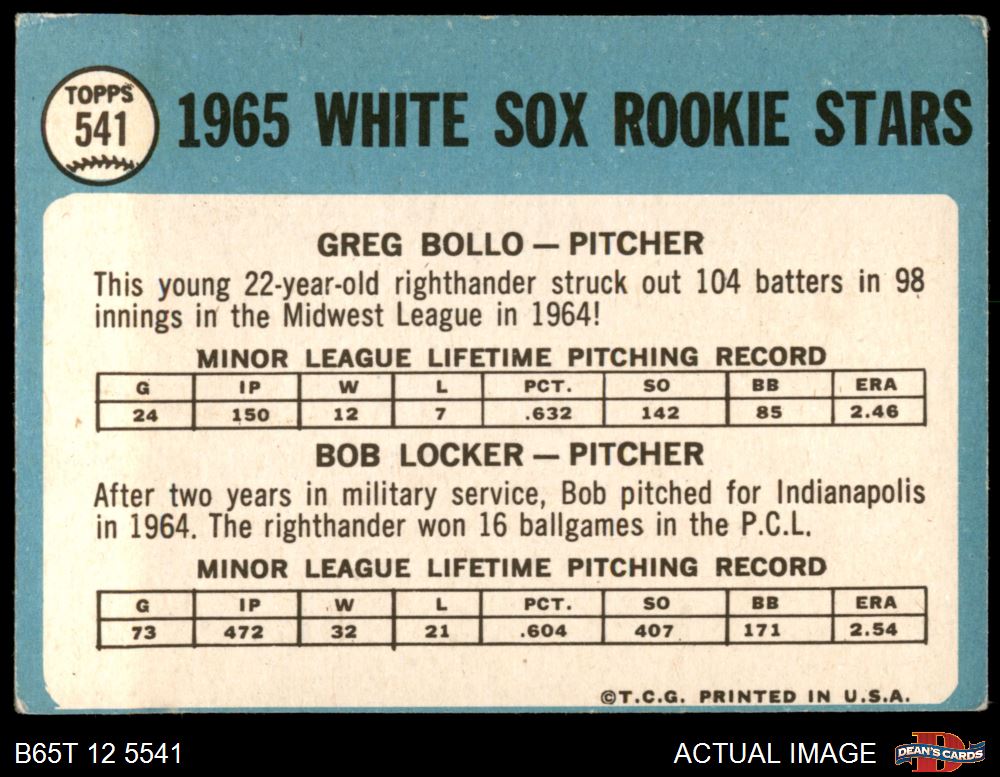 TOPPS
541
1965 WHITE SOX ROOKIE STARS
GREG BOLLO — PITCHER
This young 22-year-old righthander struck out 104 batters in 98
innings in the Midwest League in 1964!
MINOR LEAGUE LIFETIME PITCHING RECORD
G IP W L PCT. SO BB ERA
24 150 12 7 .632 142 85 2.46
BOB LOCKER — PITCHER
After two years in military service, Bob pitched for Indianapolis
in 1964. The righthander won 16 ballgames in the P.C.L.
MINOR LEAGUE LIFETIME PITCHING RECORD
G IP W L PCT. SO BB ERA
73 472 32 21 .604 407 171 2.54
©T.C.G. PRINTED IN U.S.A.
B65T 12 5541
ACTUAL IMAGE
DEAN'S CARDS